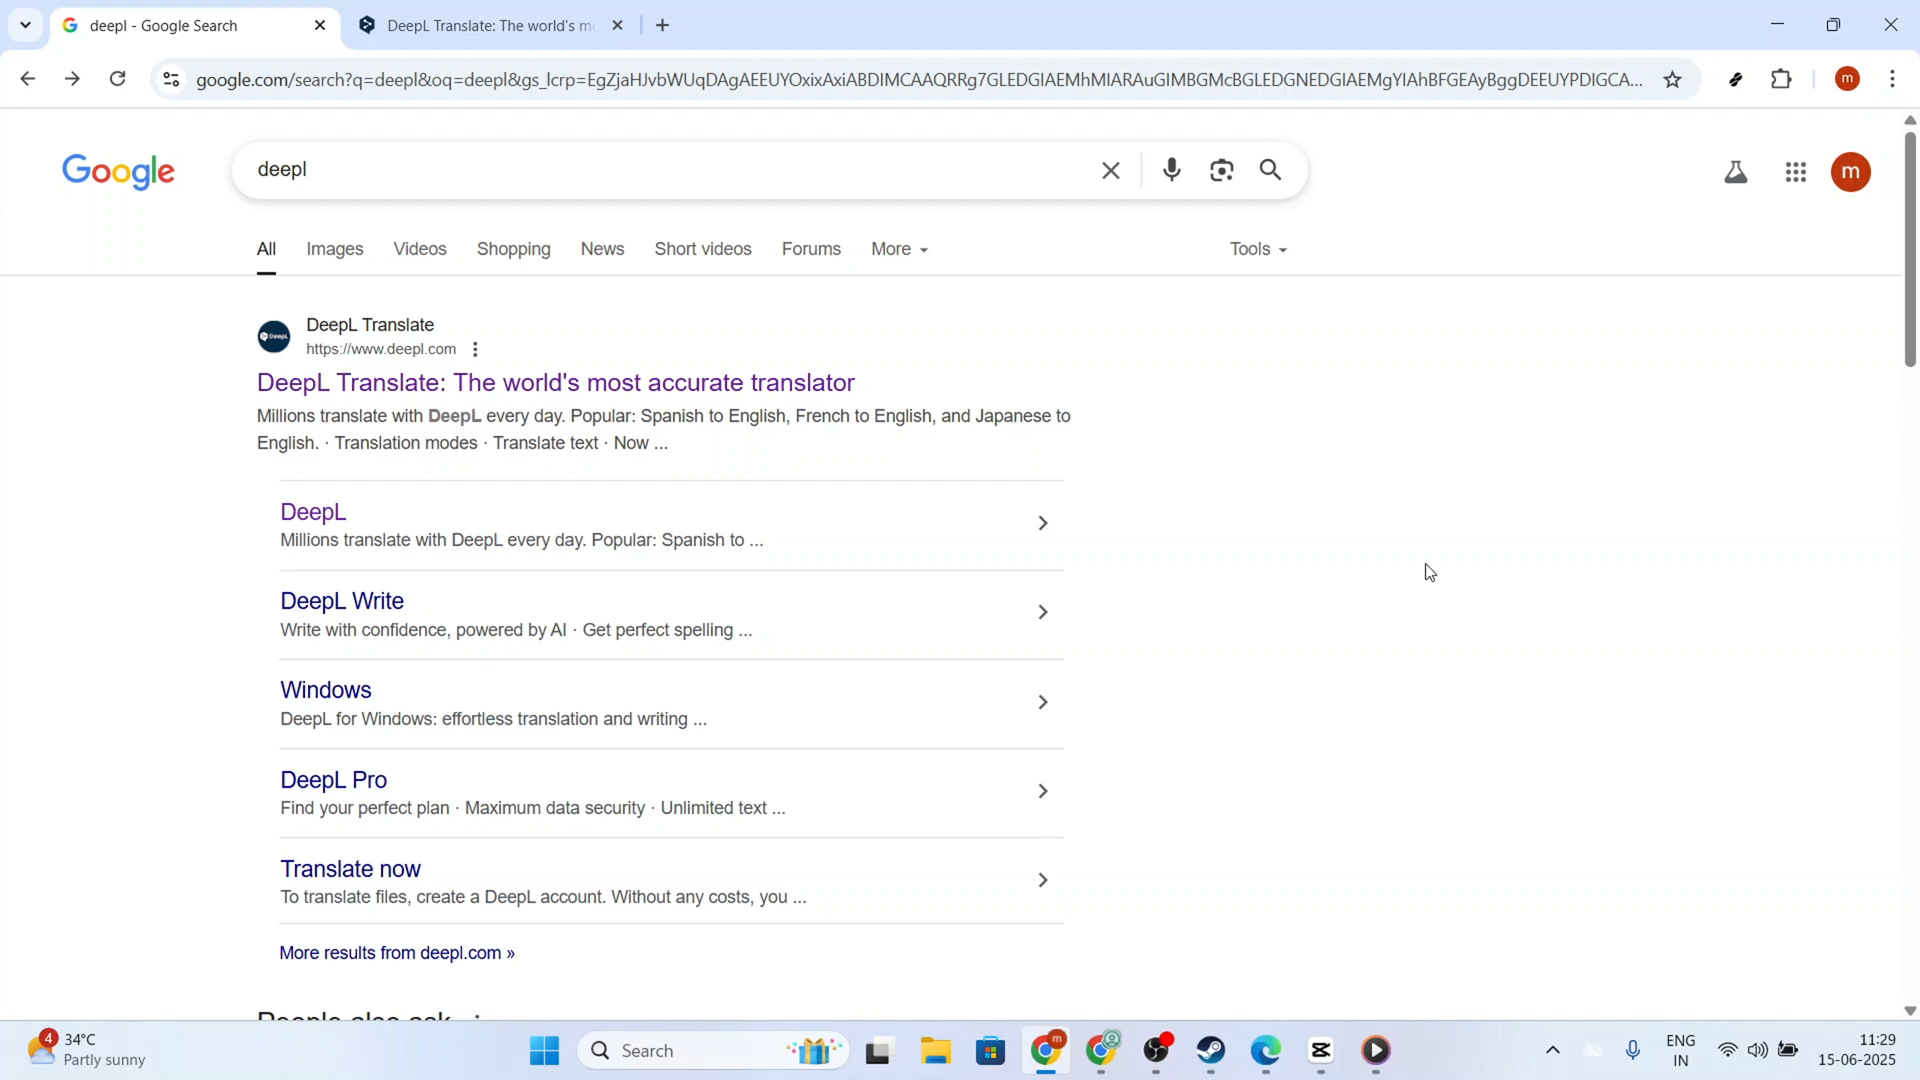 deepl - Google Search
DeepL Translate: The world's mo
google.com/search?q=deepl&oq=deepl&gs_lcrp=EgZjaHJvbWUqDAgAEEUYOxixAxiABDIMCAAQRRg7GLEDGIAEMhMIARAuGIMBGMcBGLEDGNEDGIAEMgYIAhBFGEAyBggDEEUYPDIGCA...
m
Google
deepl
m
All
Images
Videos
Shopping
News
Short videos
Forums
More
Tools
DeepL Translate
https://www.deepl.com
DeepL Translate: The world's most accurate translator
Millions translate with DeepL every day. Popular: Spanish to English, French to English, and Japanese to
English. · Translation modes · Translate text · Now ...
DeepL
Millions translate with DeepL every day. Popular: Spanish to ...
DeepL Write
Write with confidence, powered by AI · Get perfect spelling ...
Windows
DeepL for Windows: effortless translation and writing ...
DeepL Pro
Find your perfect plan · Maximum data security · Unlimited text ...
Translate now
To translate files, create a DeepL account. Without any costs, you ...
More results from deepl.com »
People also ask
4
34°C
Partly sunny
Search
m
ENG
IN
11:29
15-06-2025